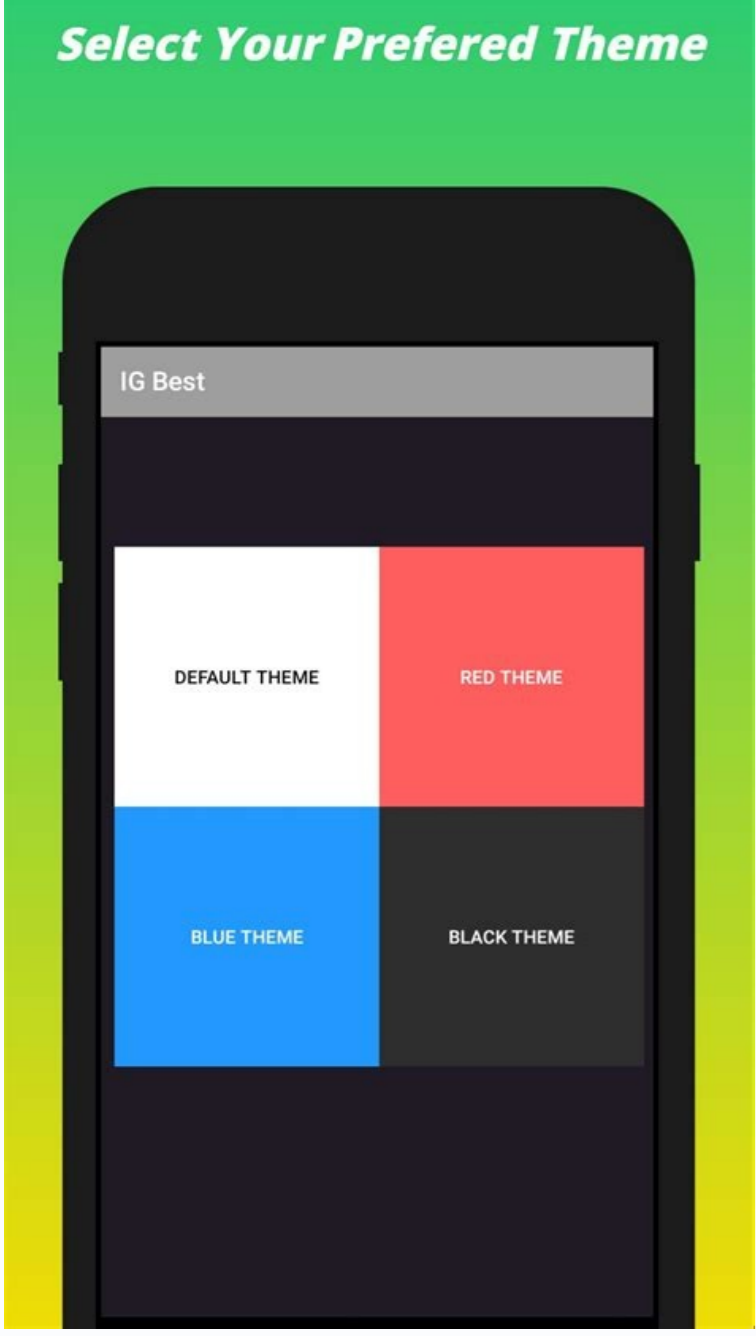 Select Your Prefered Theme
IG Best
DEFAULT THEME
RED THEME
BLUE THEME
BLACK THEME